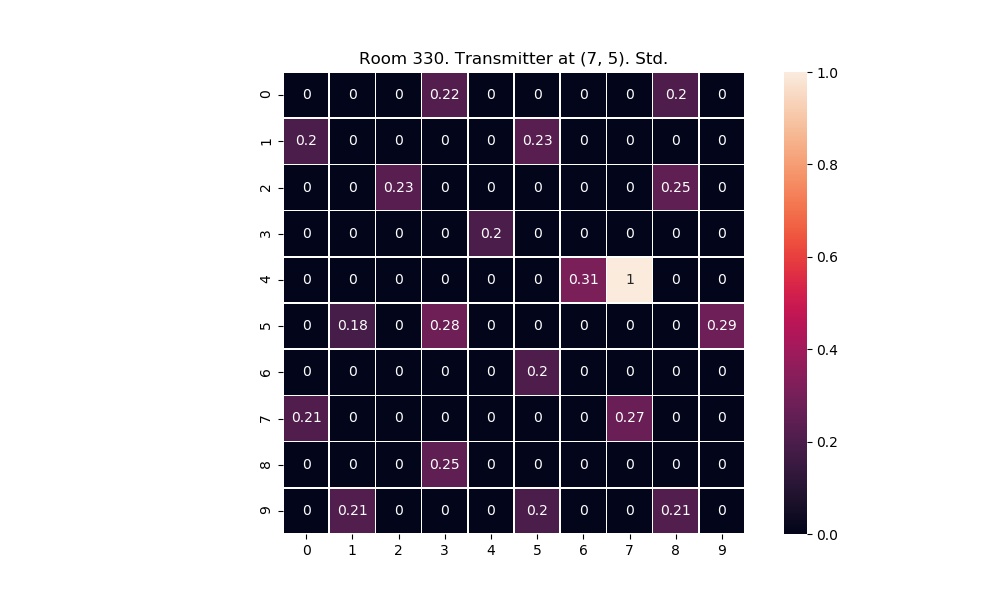 Room 330. Transmitter at (7, 5). Std.
0 0 0 0 0.22 0 0 0 0 0.2 0
1 0.2 0 0 0 0 0.23 0 0 0 0
2 0 0 0.23 0 0 0 0 0 0.25 0
3 0 0 0 0 0.2 0 0 0 0 0
4 0 0 0 0 0 0 0.31 1 0 0
5 0 0.18 0 0.28 0 0 0 0 0 0.29
6 0 0 0 0 0 0.2 0 0 0 0
7 0.21 0 0 0 0 0 0 0.27 0 0
8 0 0 0 0.25 0 0 0 0 0 0
9 0 0.21 0 0 0 0.2 0 0 0.21 0
0 1 2 3 4 5 6 7 8 9
1.0
0.8
0.6
0.4
0.2
0.0